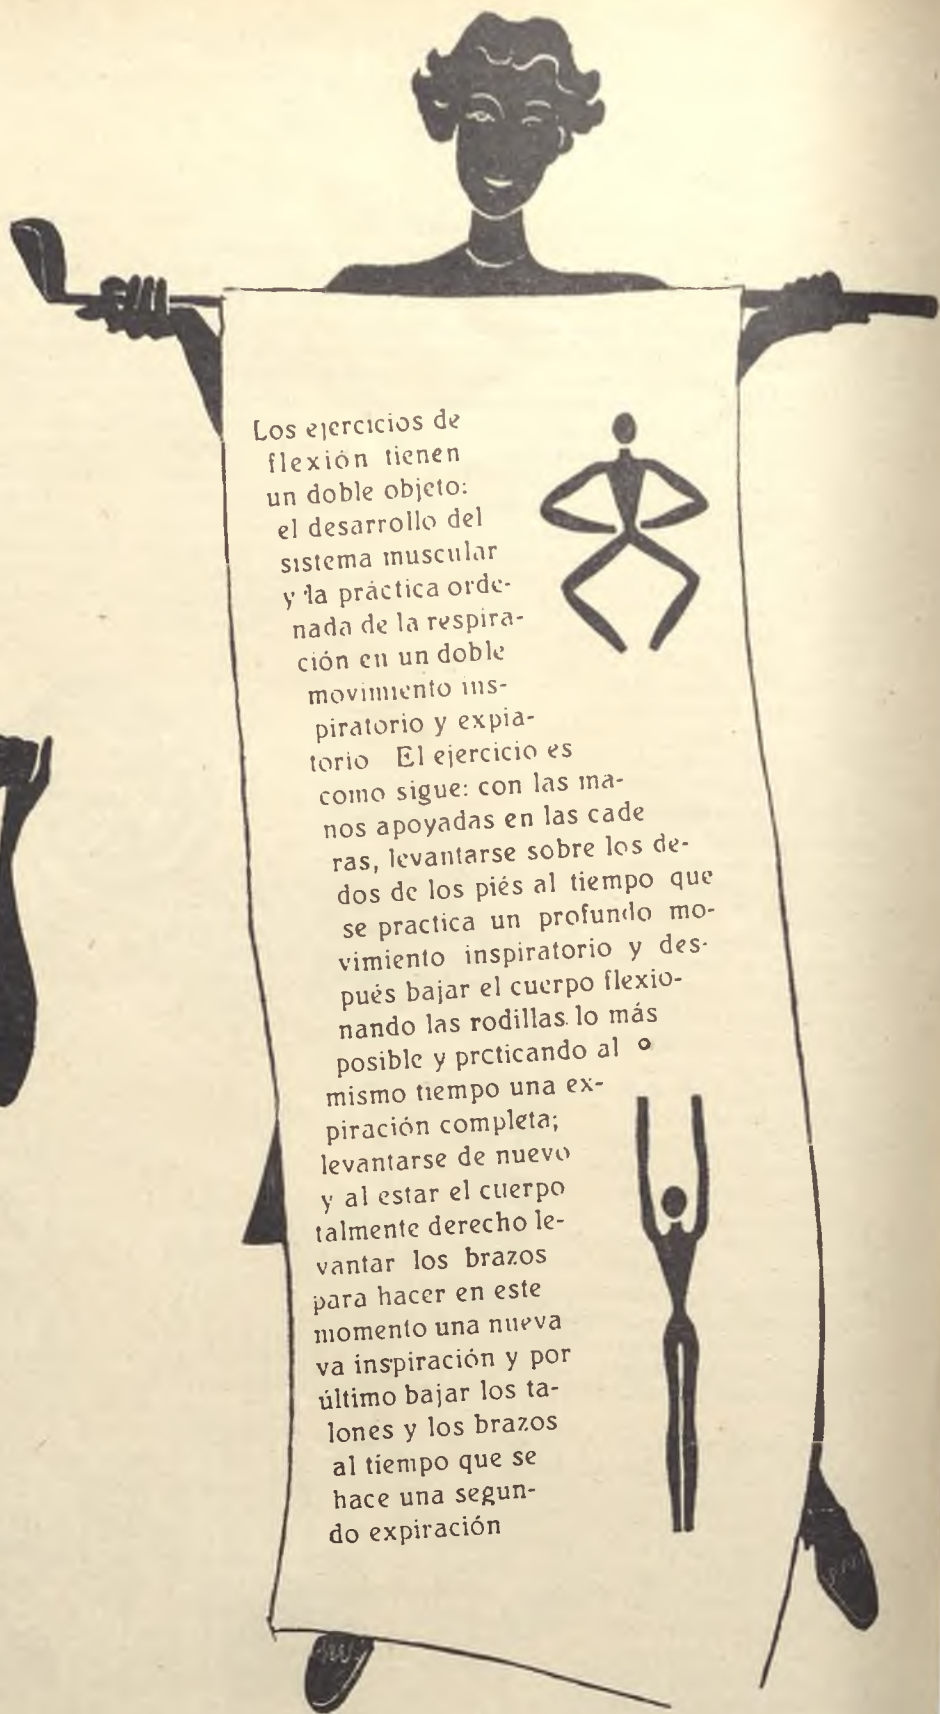 Los ejercicios de
flexión tienen
un doble objeto:
el desarrollo del
sistema muscular
y la práctica orde-
nada de la respira-
ción en un doble
movimiento ins-
piratorio y expia-
torio El ejercicio es
como sigue: con las ma-
nos apoyadas en las cade
ras, levantarse sobre los de-
dos de los piés al tiempo que
se practica un profundo mo-
vimiento inspiratorio y des-
pués bajar el cuerpo flexio-
nando las rodillas lo más
posible y prcticando al
mismo tiempo una ex-
piración completa;
levantarse de nuevo
y al estar el cuerpo
talmente derecho le-
vantar los brazos
para hacer en este
momento una nueva
va inspiración y por
último bajar los ta-
lones y los brazos
al tiempo que se
hace una segun-
do expiración